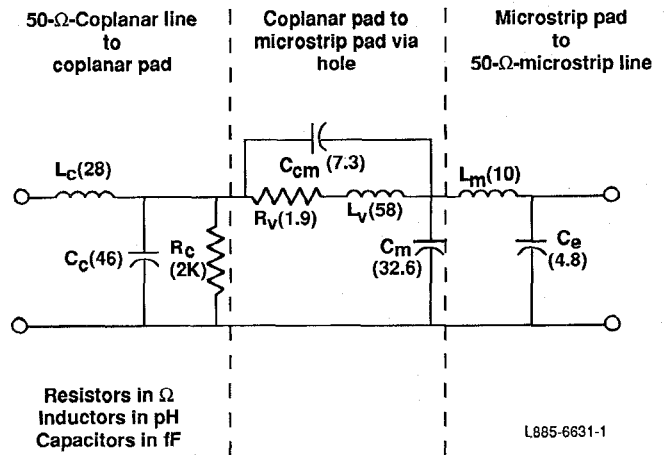 50-Ω-Coplanar line
to
coplanar pad
Coplanar pad to
microstrip pad via
hole
Microstrip pad
to
50-Ω-microstrip line
Lc(28)
Cc(46)
Rc
(2K)
Ccm
(7.3)
Rv(1.9)
Lv(58)
Cm
(32.6)
Lm(10)
Ce
(4.8)
Resistors in Ω
Inductors in pH
Capacitors in fF
L885-6631-1